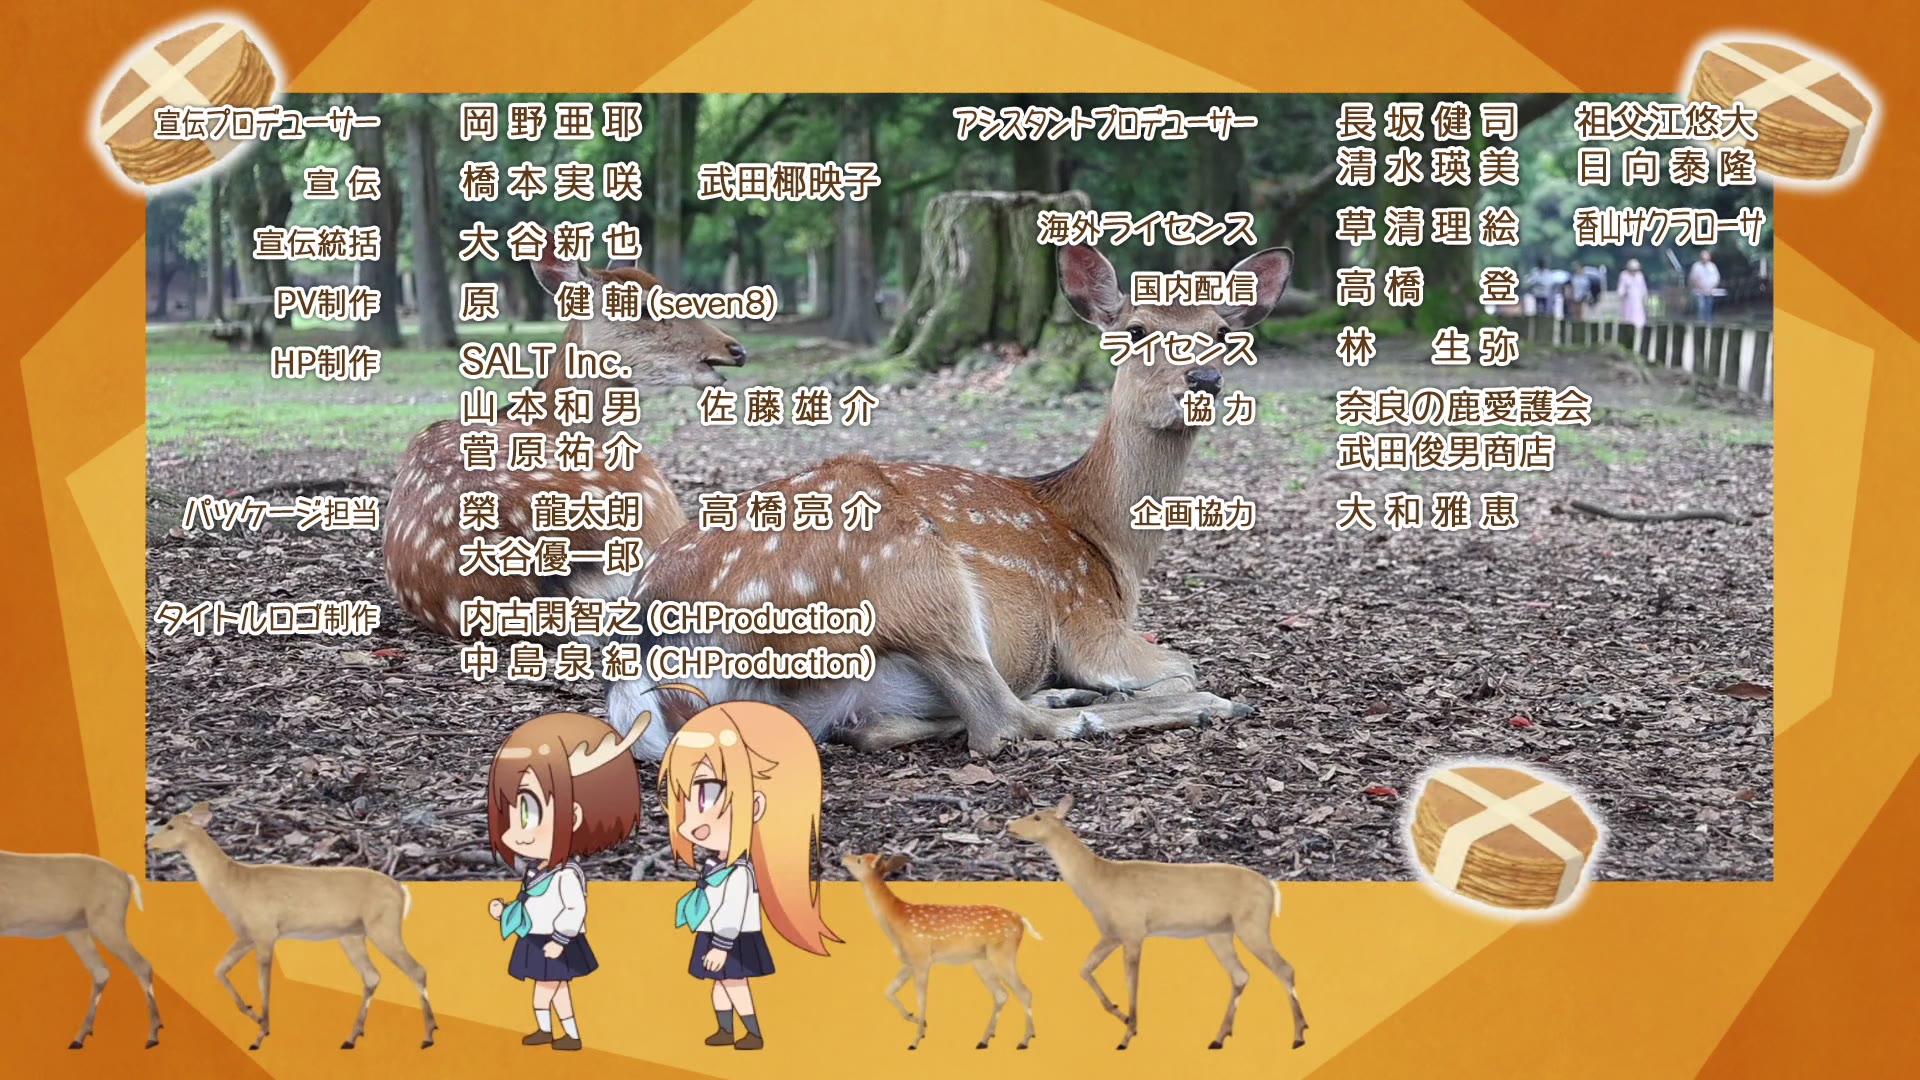 宣伝プロデューサー 岡野亜耶
宣伝 橋本実咲 武田椰映子
宣伝統括 大谷新也
PV制作 原 健輔(seven8)
HP制作 SALT Inc.
山本和男 佐藤雄介
菅原祐介
パッケージ担当 榮 龍太朗 高橋亮介
大谷優一郎
タイトルロゴ制作 内古閑智之(CHProduction)
中島泉紀(CHProduction)
アシスタントプロデューサー 長坂健司 祖父江悠大
清水瑛美 日向泰隆
海外ライセンス 草清理絵 香山サクラローサ
国内配信 高橋 登
ライセンス 林 生弥
協力 奈良の鹿愛護会
武田俊男商店
企画協力 大和雅恵